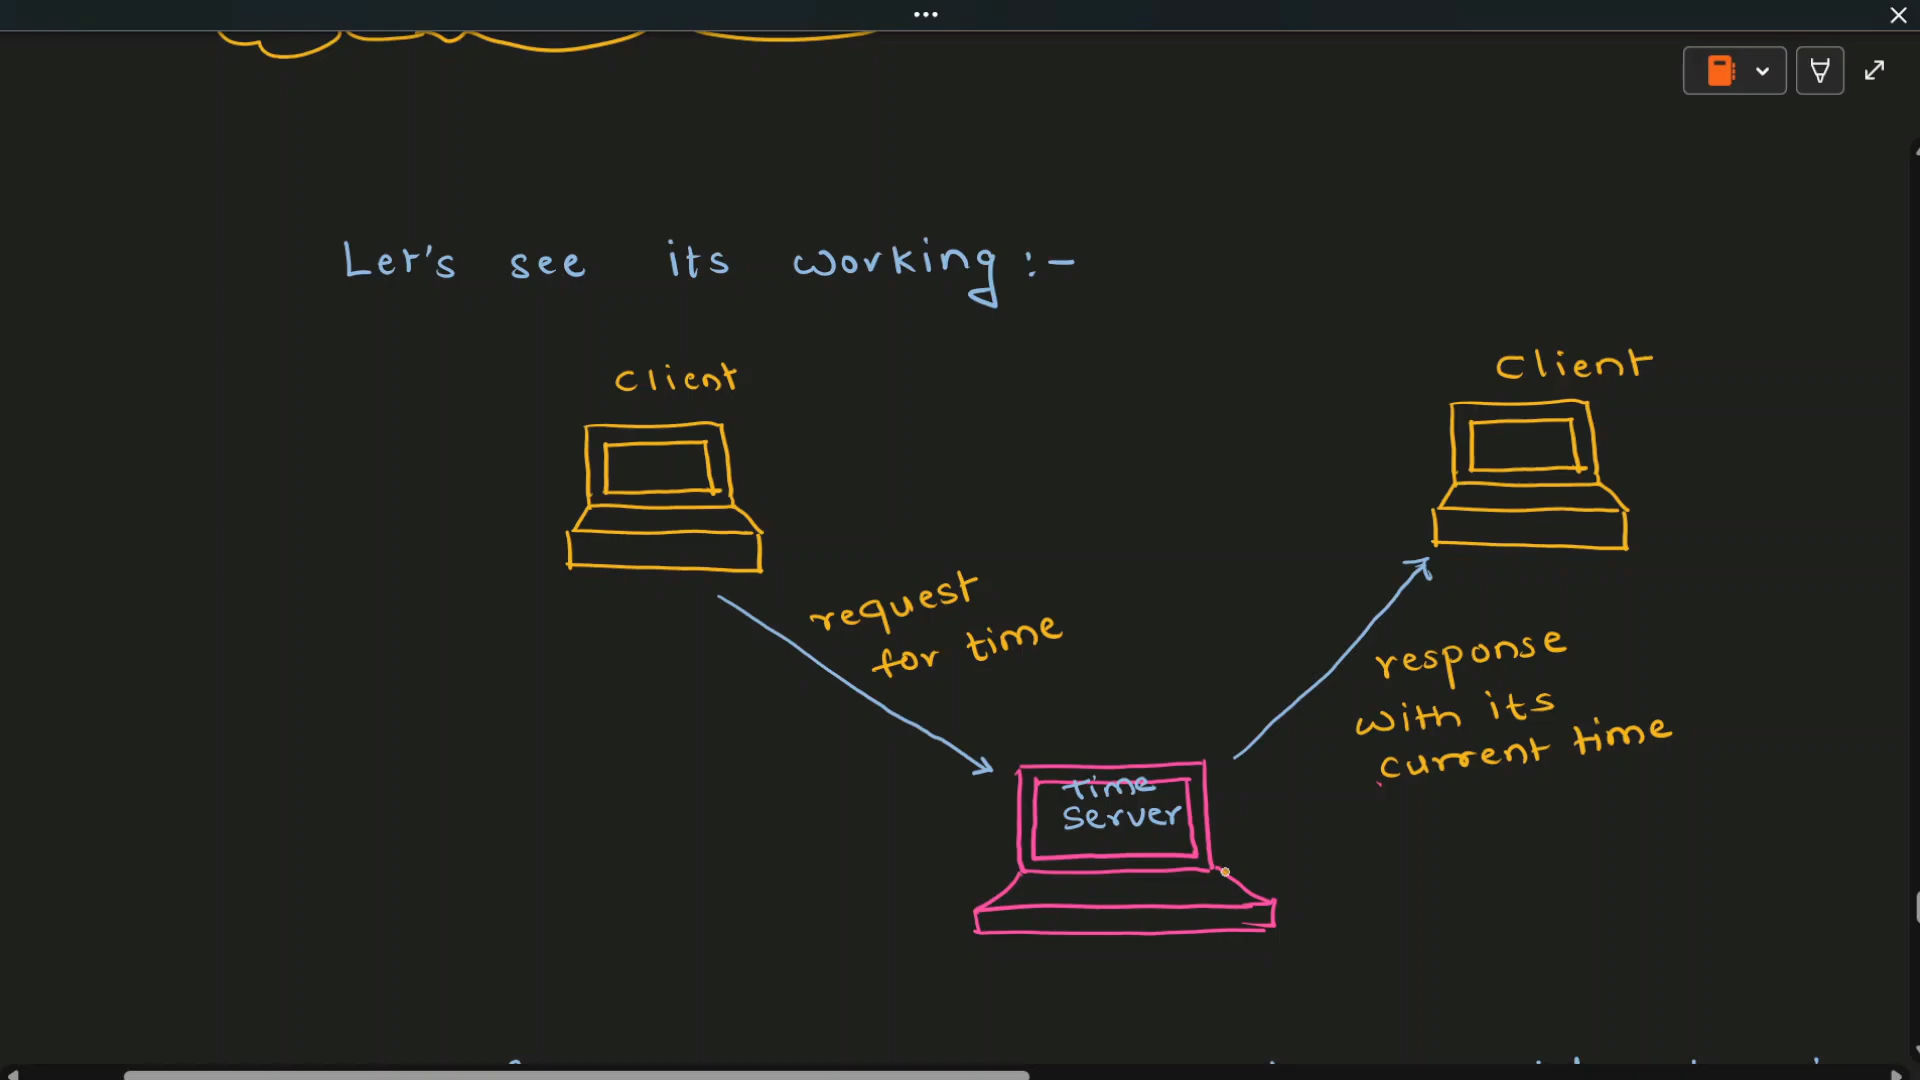 Let's see its working :-
Client
Client
request
for time
response
with its
current time
Time
Server